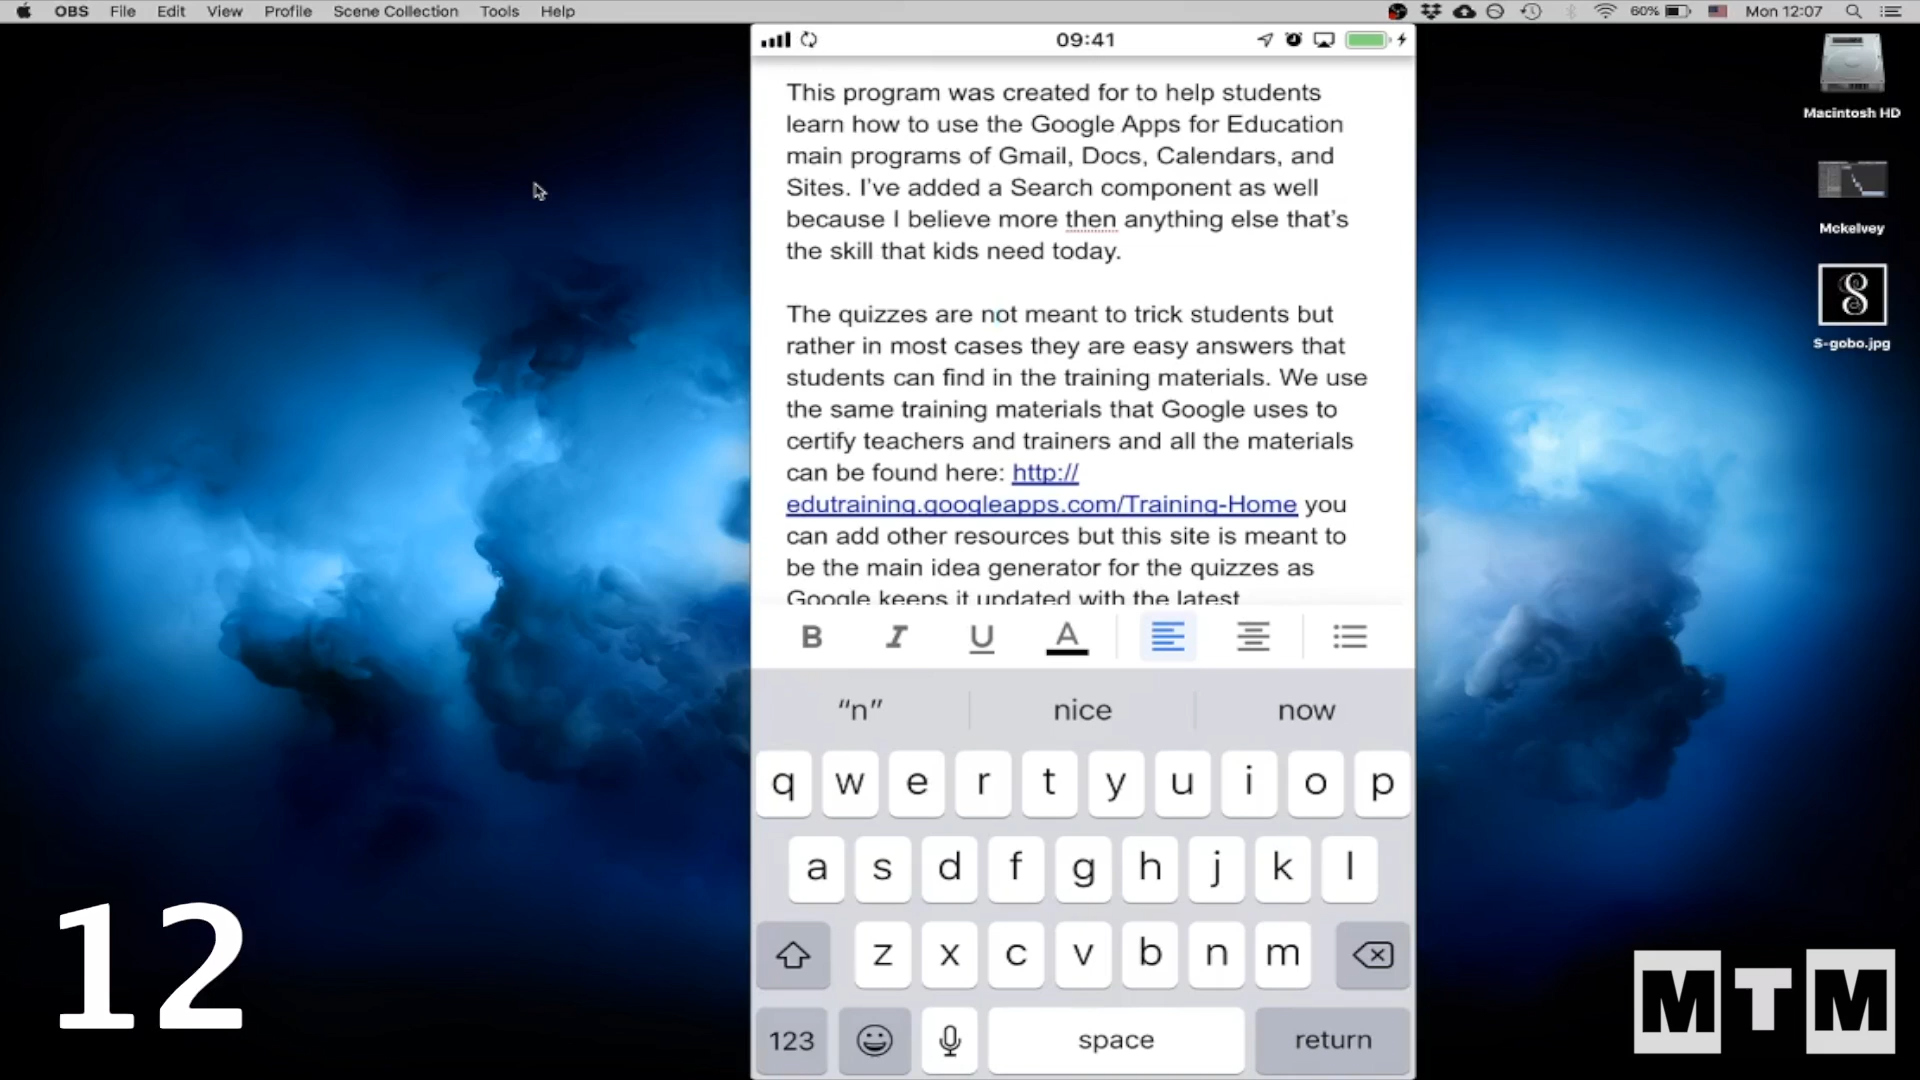 OBS File Edit View Profile Scene Collection Tools Help 60% Mon 12:07
09:41
Macintosh HD
Mckelvey
S
S-gobo.jpg
This program was created for to help students
learn how to use the Google Apps for Education
main programs of Gmail, Docs, Calendars, and
Sites. I've added a Search component as well
because I believe more then anything else that's
the skill that kids need today.
The quizzes are not meant to trick students but
rather in most cases they are easy answers that
students can find in the training materials. We use
the same training materials that Google uses to
certify teachers and trainers and all the materials
can be found here: http://
edutraining.googleapps.com/Training-Home you
can add other resources but this site is meant to
be the main idea generator for the quizzes as
Google keeps it updated with the latest
B I U A
“n” nice now
q w e r t y u i o p
a s d f g h j k l
z x c v b n m
123 space return
12
MTM